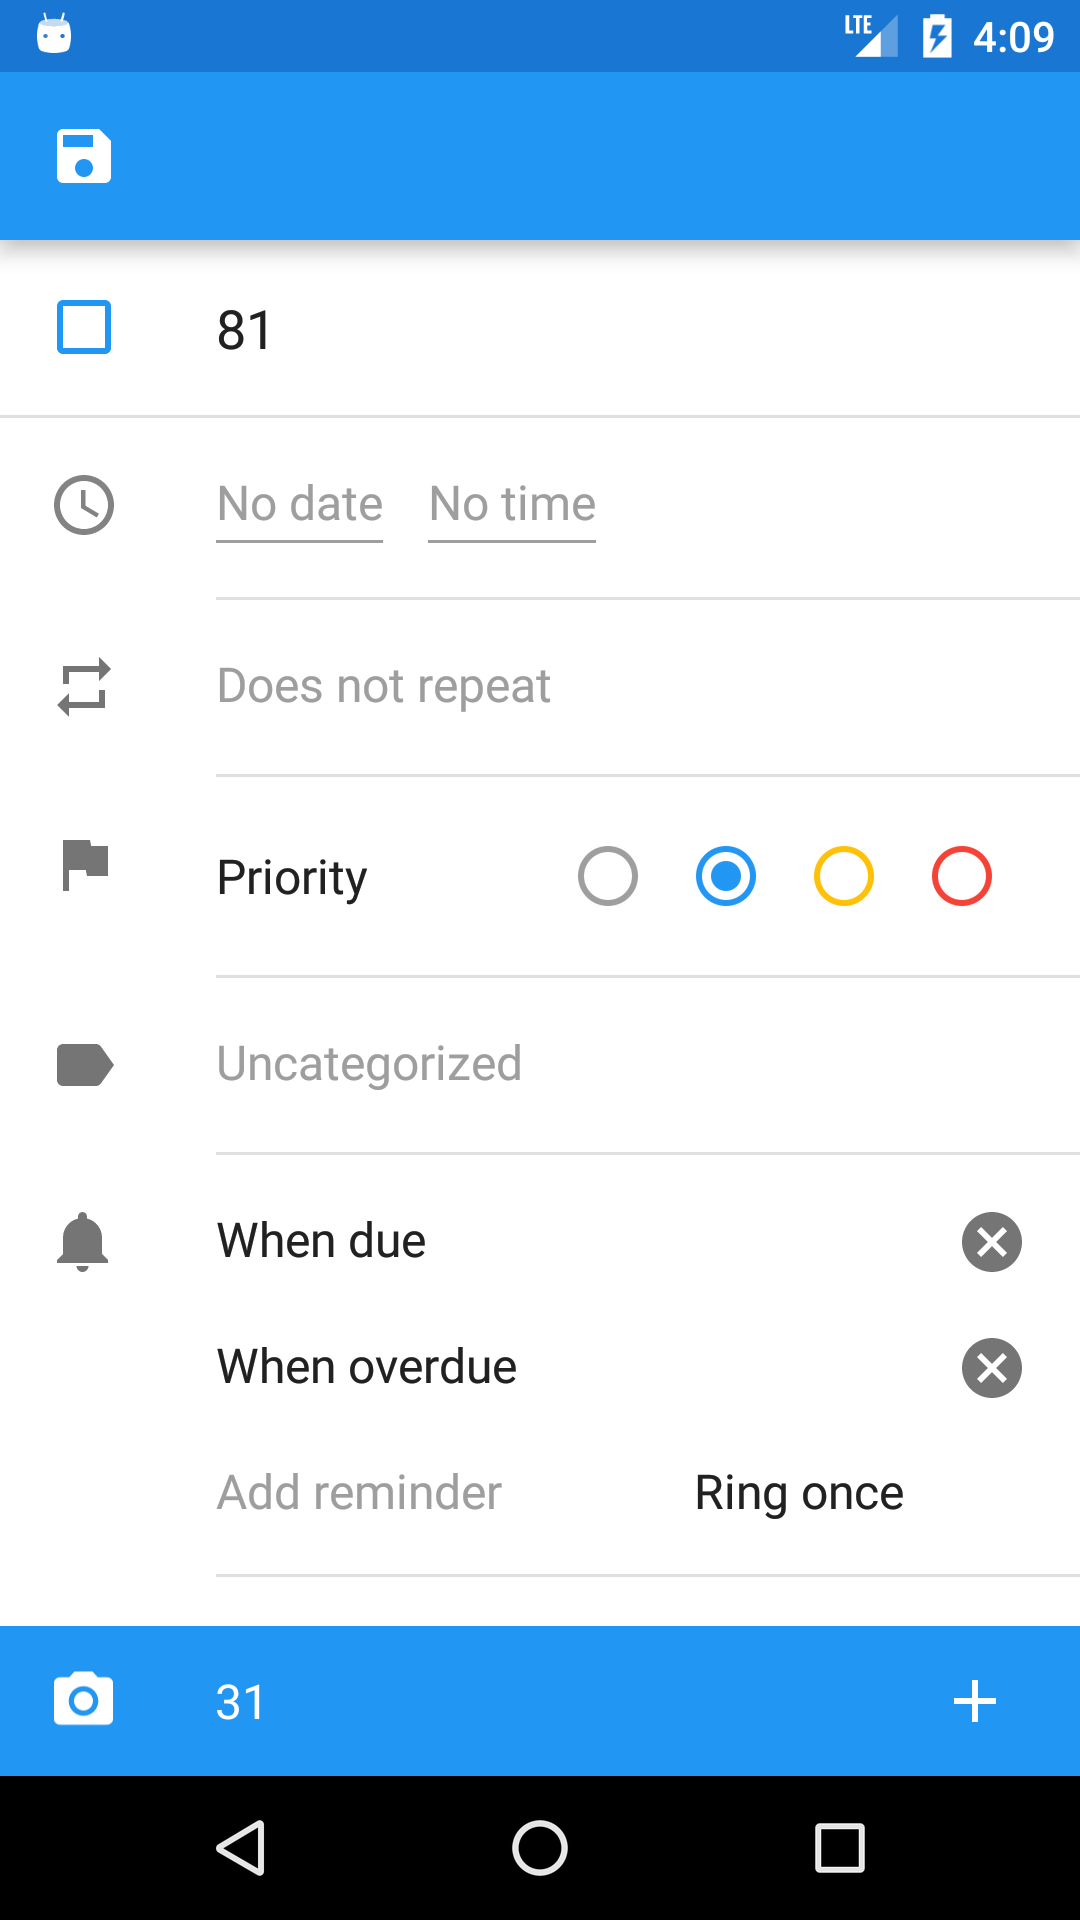 LTE 4:09
81
No date No time
Does not repeat
Priority
Uncategorized
When due
When overdue
Add reminder Ring once
31